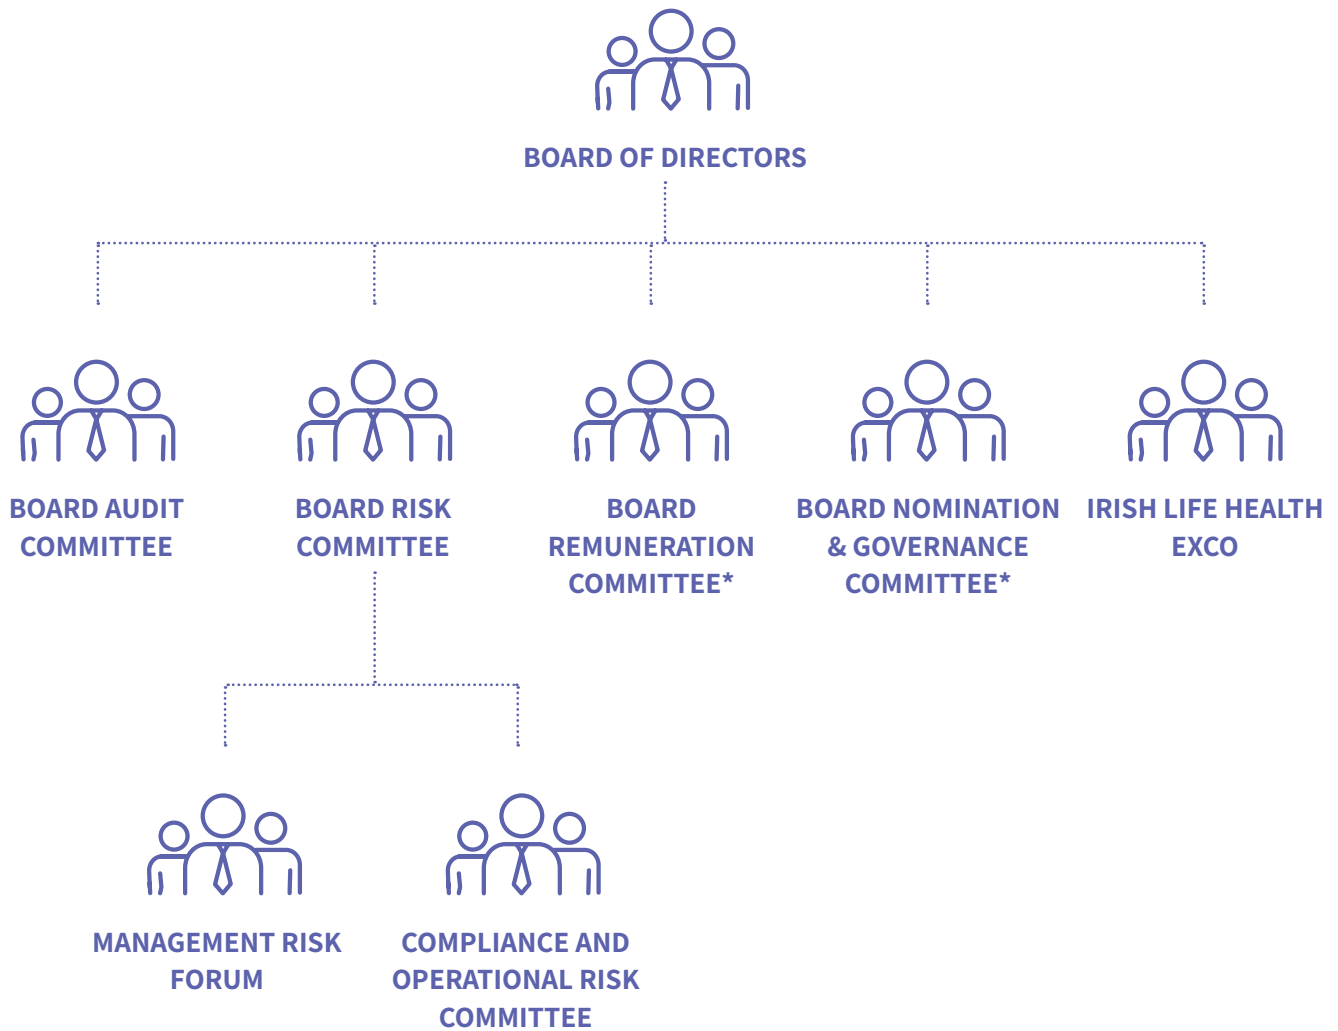 BOARD OF DIRECTORS
BOARD AUDIT
COMMITTEE
BOARD RISK
COMMITTEE
BOARD
REMUNERATION
COMMITTEE*
BOARD NOMINATION
& GOVERNANCE
COMMITTEE*
IRISH LIFE HEALTH
EXCO
MANAGEMENT RISK
FORUM
COMPLIANCE AND
OPERATIONAL RISK
COMMITTEE